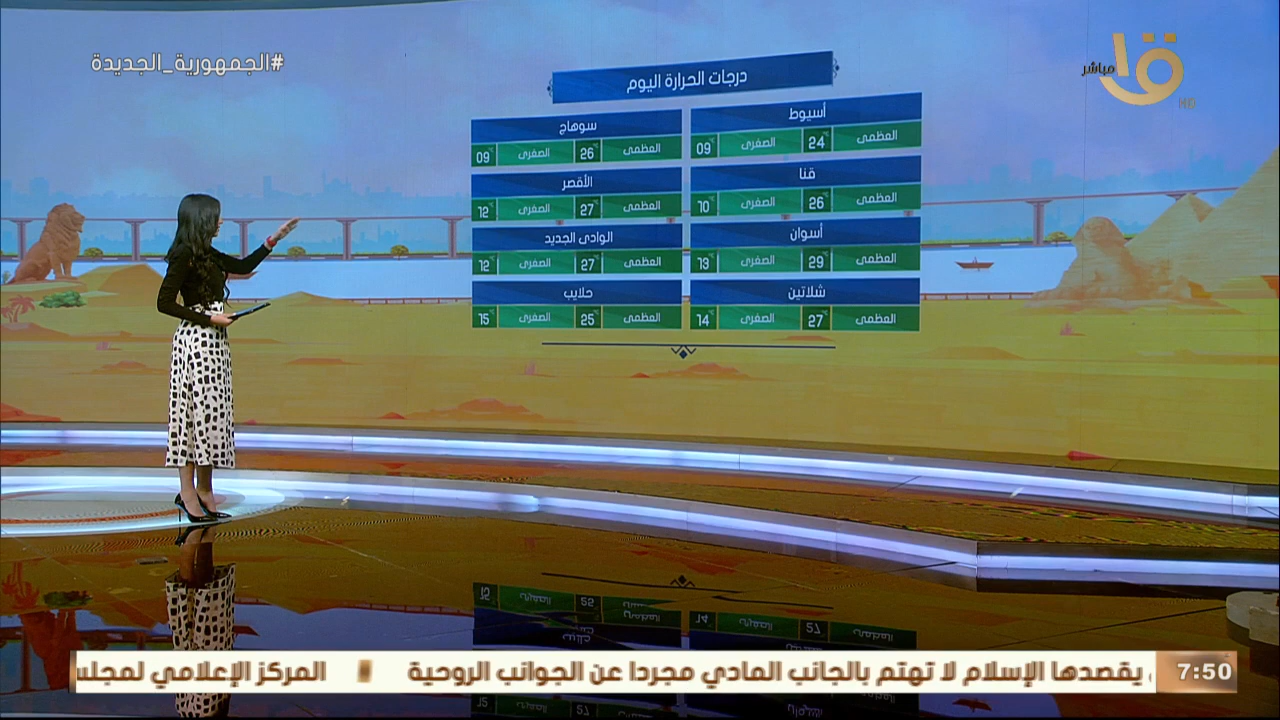 #الجمهورية_الجديدة
مباشر
HD
درجات الحرارة اليوم
أسيوط
العظمى 24 الصغرى 09
سوهاج
العظمى 26 الصغرى 09
قنا
العظمى 26 الصغرى 10
الأقصر
العظمى 27 الصغرى 12
أسوان
العظمى 29 الصغرى 13
الوادى الجديد
العظمى 27 الصغرى 12
شلاتين
العظمى 27 الصغرى 14
حلايب
العظمى 25 الصغرى 15
7:50
يقصدها الإسلام لا تهتم بالجانب المادي مجردا عن الجوانب الروحية
المركز الإعلامي لمجلس